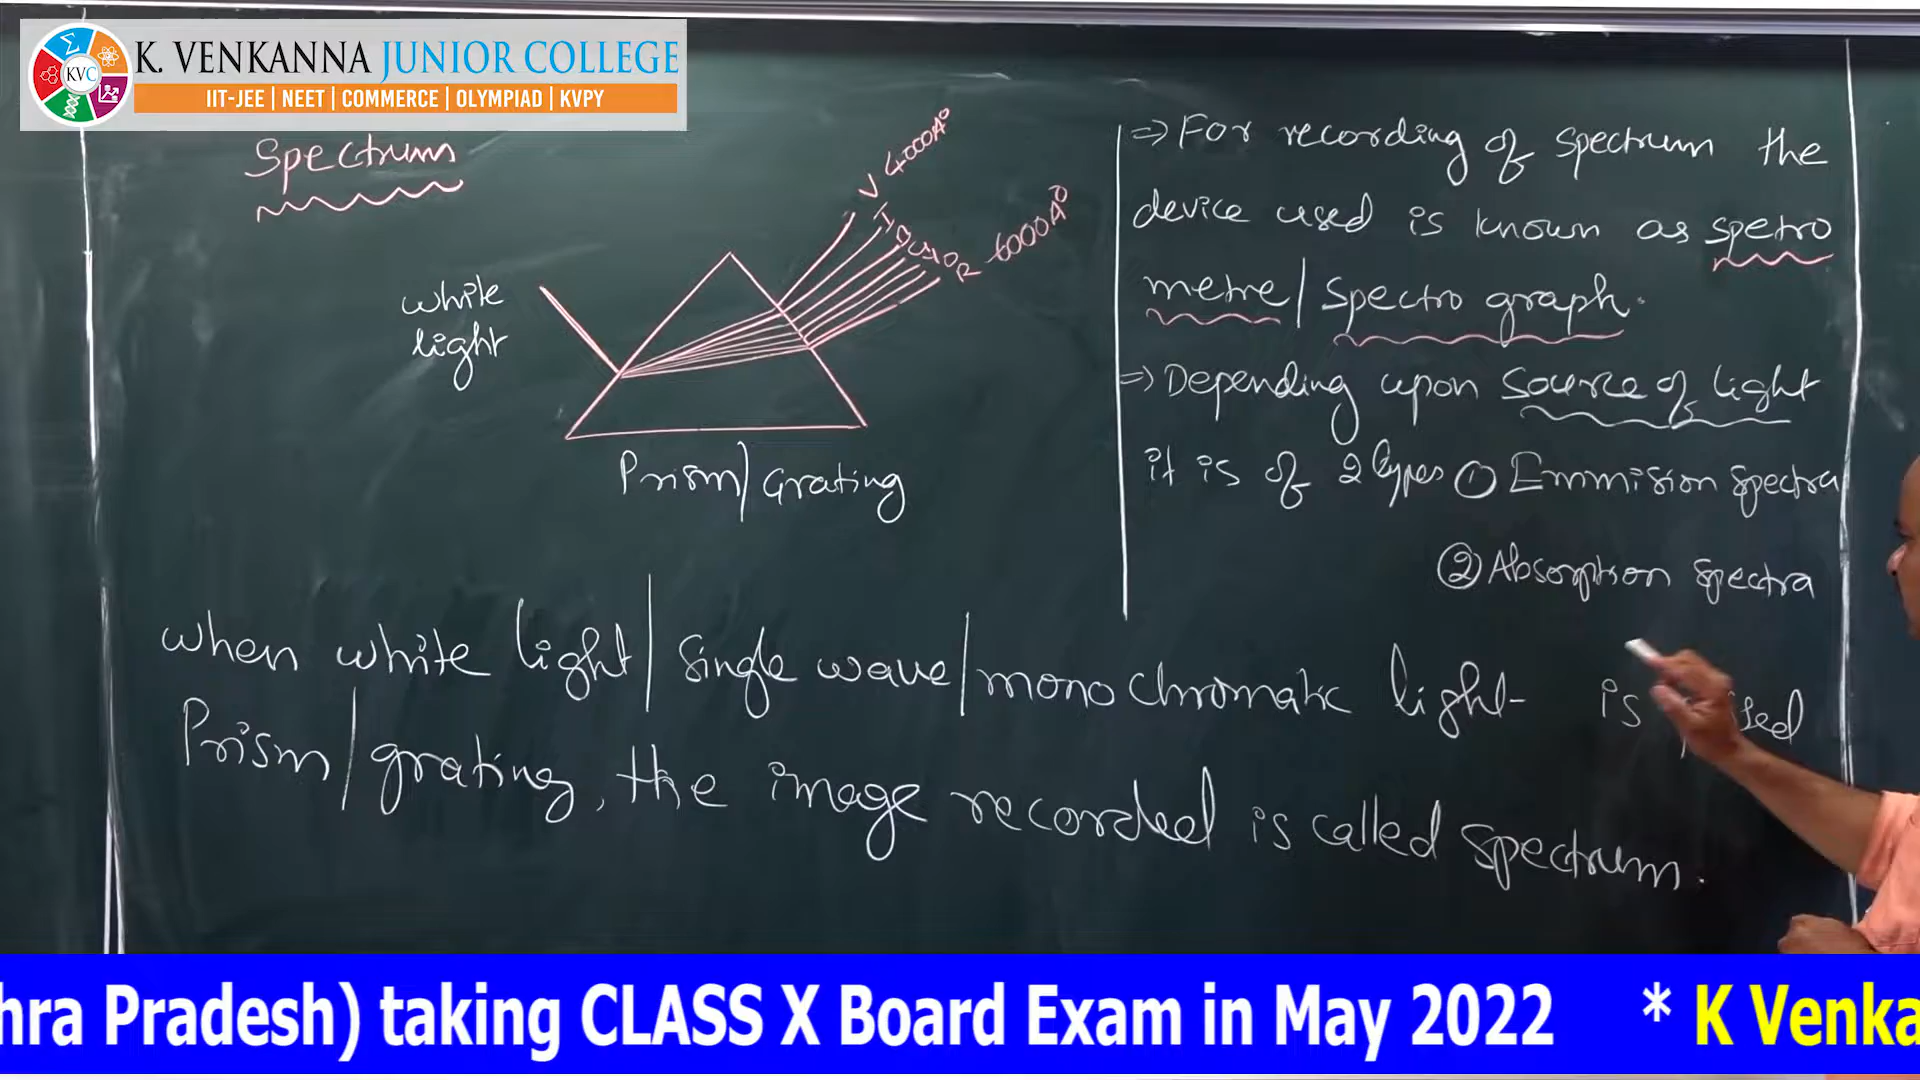 K. VENKANNA JUNIOR COLLEGE
KVC
IIT-JEE | NEET | COMMERCE | OLYMPIAD | KVPY
Spectrum
white
light
V 4000A°
I
B
G
Y
O
R 6000A°
Prism/Grating
⇒ For recording of spectrum the
device used is known as spetro
metre/spectro graph.
⇒ Depending upon source of light
it is of 2 types ① Emmision spectra
② Absorption spectra
when white light/single wave/monochromatic light is
Prism/grating, the image recorded is called spectrum.
hra Pradesh) taking CLASS X Board Exam in May 2022 * K Venka